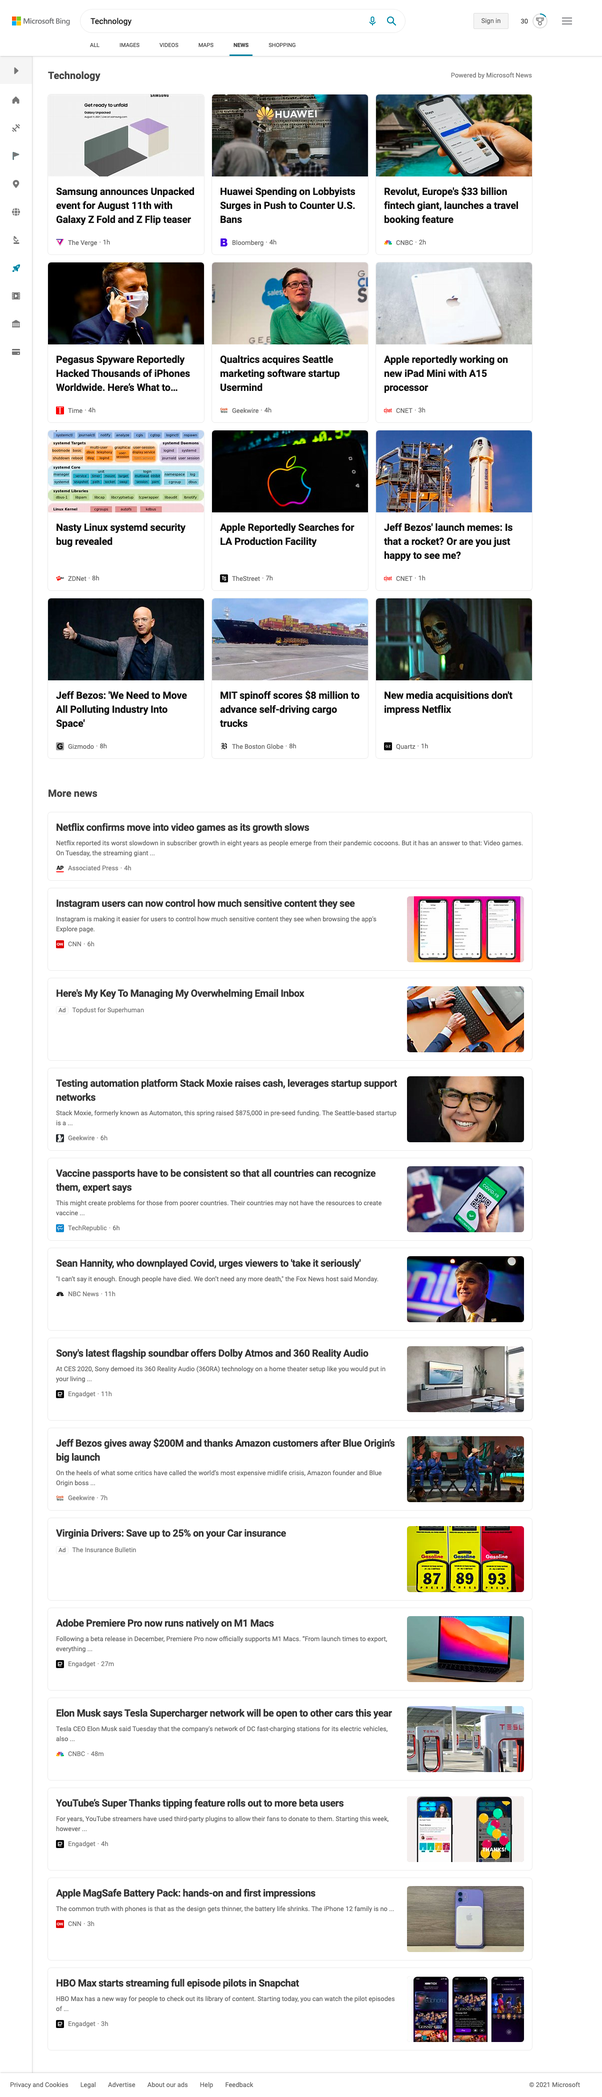 Microsoft Bing
Technology
Sign in
30
ALL
IMAGES
VIDEOS
MAPS
NEWS
SHOPPING
Technology
Powered by Microsoft News
SAMSUNG
Get ready to unfold
HUAWEI
Samsung announces Unpacked
event for August 11th with
Galaxy Z Fold and Z Flip teaser
The Verge · 1h
Huawei Spending on Lobbyists
Surges in Push to Counter U.S.
Bans
Bloomberg · 4h
Revolut, Europe's $33 billion
fintech giant, launches a travel
booking feature
CNBC · 2h
salesf
Pegasus Spyware Reportedly
Hacked Thousands of iPhones
Worldwide. Here's What to...
Time · 4h
Qualtrics acquires Seattle
marketing software startup
Usermind
Geekwire · 4h
Apple reportedly working on
new iPad Mini with A15
processor
CNET · 3h
systemd Targets
systemd Core
systemd Libraries
Linux Kernel
Nasty Linux systemd security
bug revealed
ZDNet · 8h
Apple Reportedly Searches for
LA Production Facility
TheStreet · 7h
Jeff Bezos' launch memes: Is
that a rocket? Or are you just
happy to see me?
CNET · 1h
Jeff Bezos: 'We Need to Move
All Polluting Industry Into
Space'
Gizmodo · 8h
MIT spinoff scores $8 million to
advance self-driving cargo
trucks
The Boston Globe · 8h
New media acquisitions don't
impress Netflix
Quartz · 1h
More news
Netflix confirms move into video games as its growth slows
Netflix reported its worst slowdown in subscriber growth in eight years as people emerge from their pandemic cocoons. But it has an answer to that: Video games.
On Tuesday, the streaming giant ...
AP Associated Press · 4h
Instagram users can now control how much sensitive content they see
Instagram is making it easier for users to control how much sensitive content they see when browsing the app's
Explore page.
CNN CNN · 6h
Here's My Key To Managing My Overwhelming Email Inbox
Ad Topdust for Superhuman
Testing automation platform Stack Moxie raises cash, leverages startup support
networks
Stack Moxie, formerly known as Automaton, this spring raised $875,000 in pre-seed funding. The Seattle-based startup
is a ...
Geekwire · 6h
Vaccine passports have to be consistent so that all countries can recognize
them, expert says
This might create problems for those from poorer countries. Their countries may not have the resources to create
vaccine ...
TechRepublic · 6h
Sean Hannity, who downplayed Covid, urges viewers to 'take it seriously'
"I can't say it enough. Enough people have died. We don't need any more death," the Fox News host said Monday.
NBC News · 11h
Sony's latest flagship soundbar offers Dolby Atmos and 360 Reality Audio
At CES 2020, Sony demoed its 360 Reality Audio (360RA) technology on a home theater setup like you would put in
your living ...
Engadget · 11h
Jeff Bezos gives away $200M and thanks Amazon customers after Blue Origin's
big launch
On the heels of what some critics have called the world's most expensive midlife crisis, Amazon founder and Blue
Origin boss ...
Geekwire · 7h
Virginia Drivers: Save up to 25% on your Car insurance
Ad The Insurance Bulletin
Gasoline Gasoline Gasoline
87 89 93
PRESS PRESS PRESS
Adobe Premiere Pro now runs natively on M1 Macs
Following a beta release in December, Premiere Pro now officially supports M1 Macs. "From launch times to export,
everything ...
Engadget · 27m
Elon Musk says Tesla Supercharger network will be open to other cars this year
Tesla CEO Elon Musk said Tuesday that the company's network of DC fast-charging stations for its electric vehicles,
also ...
CNBC · 48m
TESL
YouTube's Super Thanks tipping feature rolls out to more beta users
For years, YouTube streamers have used third-party plugins to allow their fans to donate to them. Starting this week,
however ...
Engadget · 4h
THANKS!
Apple MagSafe Battery Pack: hands-on and first impressions
The common truth with phones is that as the design gets thinner, the battery life shrinks. The iPhone 12 family is no ...
CNN CNN · 3h
HBO Max starts streaming full episode pilots in Snapchat
HBO Max has a new way for people to check out its library of content. Starting today, you can watch the pilot episodes
of ...
Engadget · 3h
Privacy and Cookies
Legal
Advertise
About our ads
Help
Feedback
© 2021 Microsoft